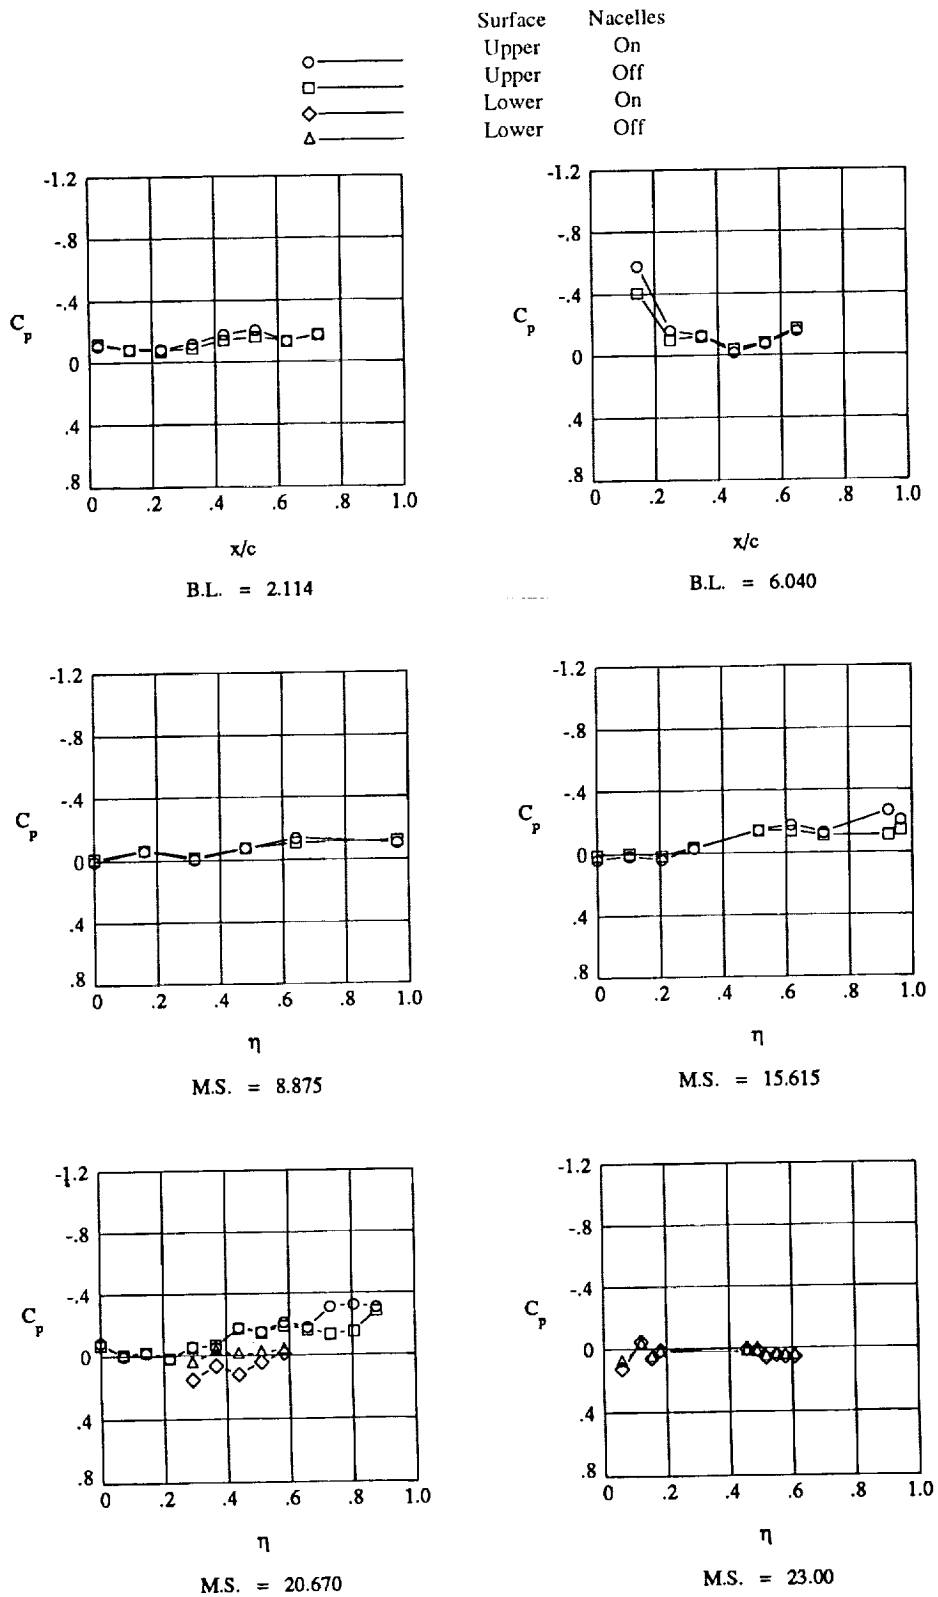 Surface Nacelles
Upper On
Upper Off
Lower On
Lower Off
-1.2
-.8
-.4
0
.4
.8
C_p
0 .2 .4 .6 .8 1.0
x/c
B.L. = 2.114
-1.2
-.8
-.4
0
.4
.8
C_p
0 .2 .4 .6 .8 1.0
x/c
B.L. = 6.040
-1.2
-.8
-.4
0
.4
.8
C_p
0 .2 .4 .6 .8 1.0
η
M.S. = 8.875
-1.2
-.8
-.4
0
.4
.8
C_p
0 .2 .4 .6 .8 1.0
η
M.S. = 15.615
-1.2
-.8
-.4
0
.4
.8
C_p
0 .2 .4 .6 .8 1.0
η
M.S. = 20.670
-1.2
-.8
-.4
0
.4
.8
C_p
0 .2 .4 .6 .8 1.0
η
M.S. = 23.00